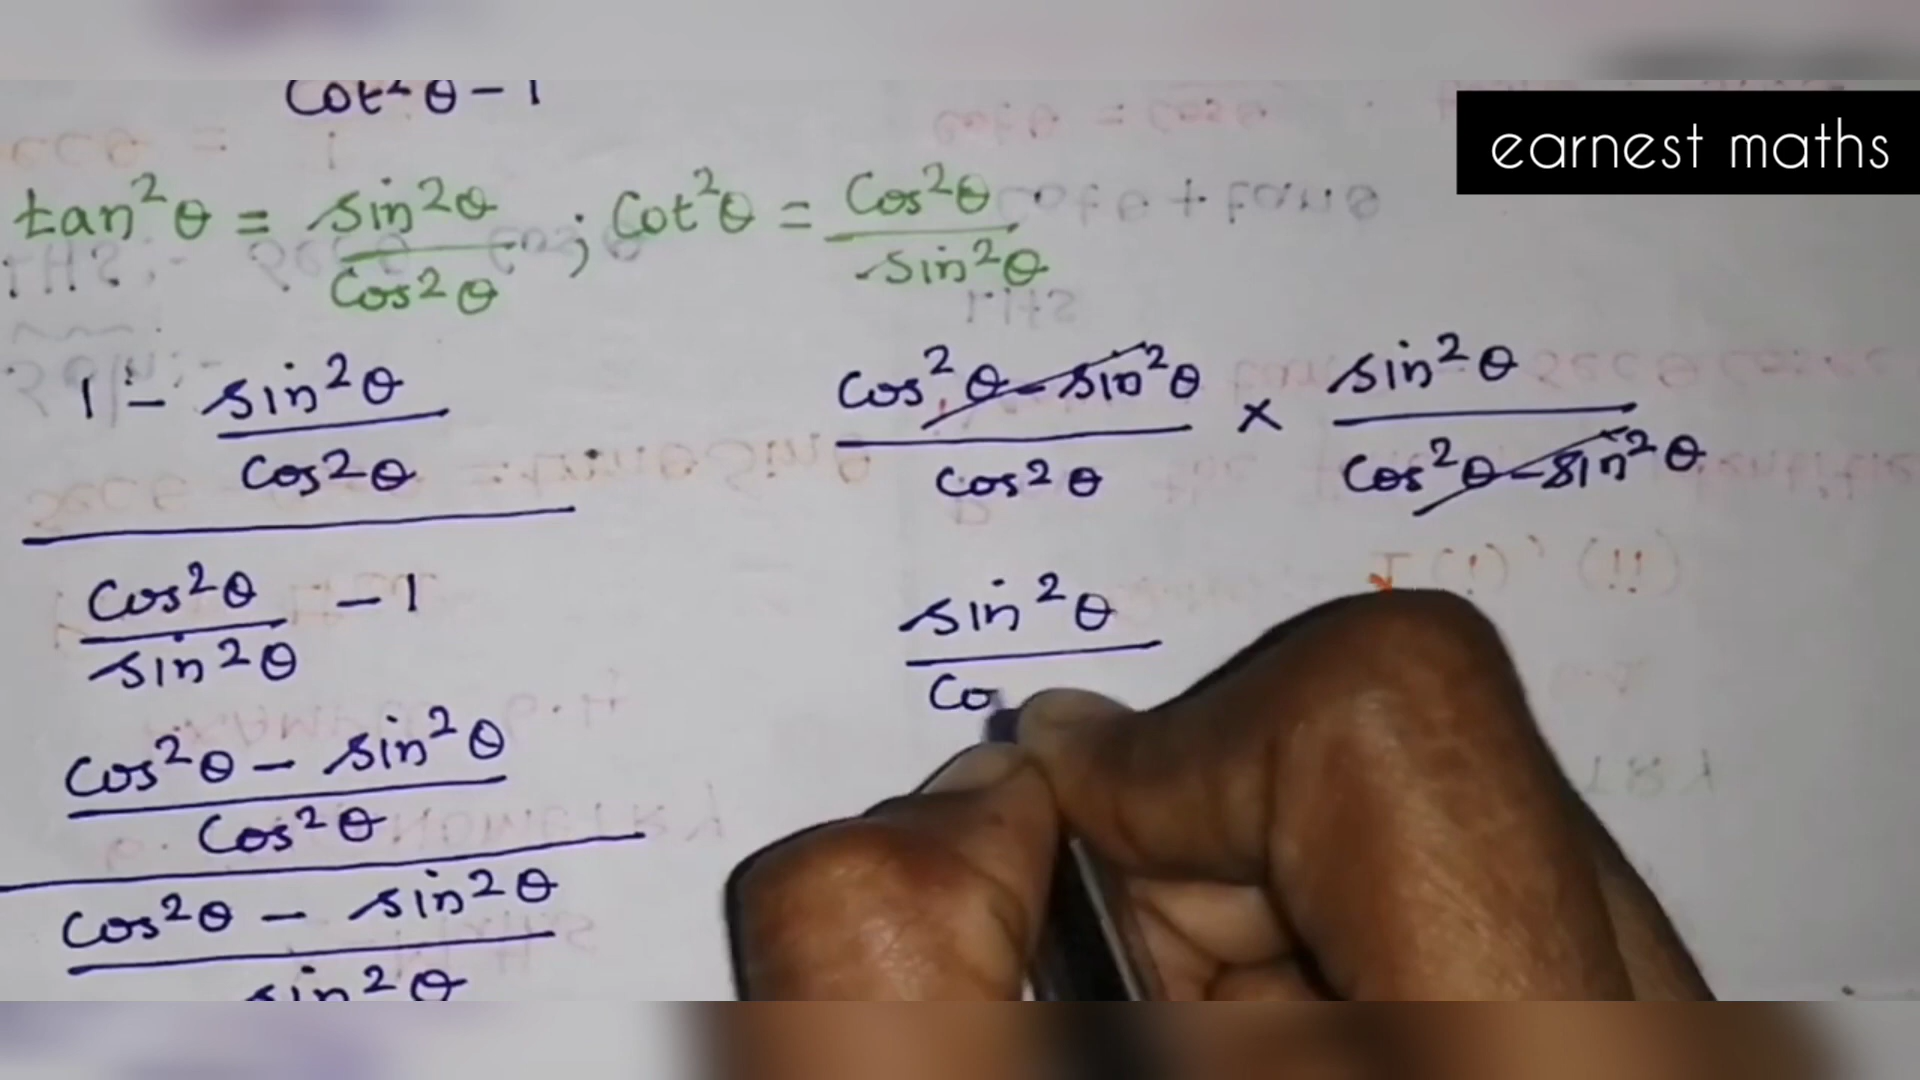 cot²θ - 1
earnest maths
tan²θ = sin²θ / cos²θ ; cot²θ = cos²θ / sin²θ
1 - sin²θ
cos²θ
cos²θ - 1
sin²θ
cos²θ - sin²θ
cos²θ
cos²θ - sin²θ
sin²θ
cos²θ - sin²θ × sin²θ
cos²θ cos²θ - sin²θ
sin²θ
co